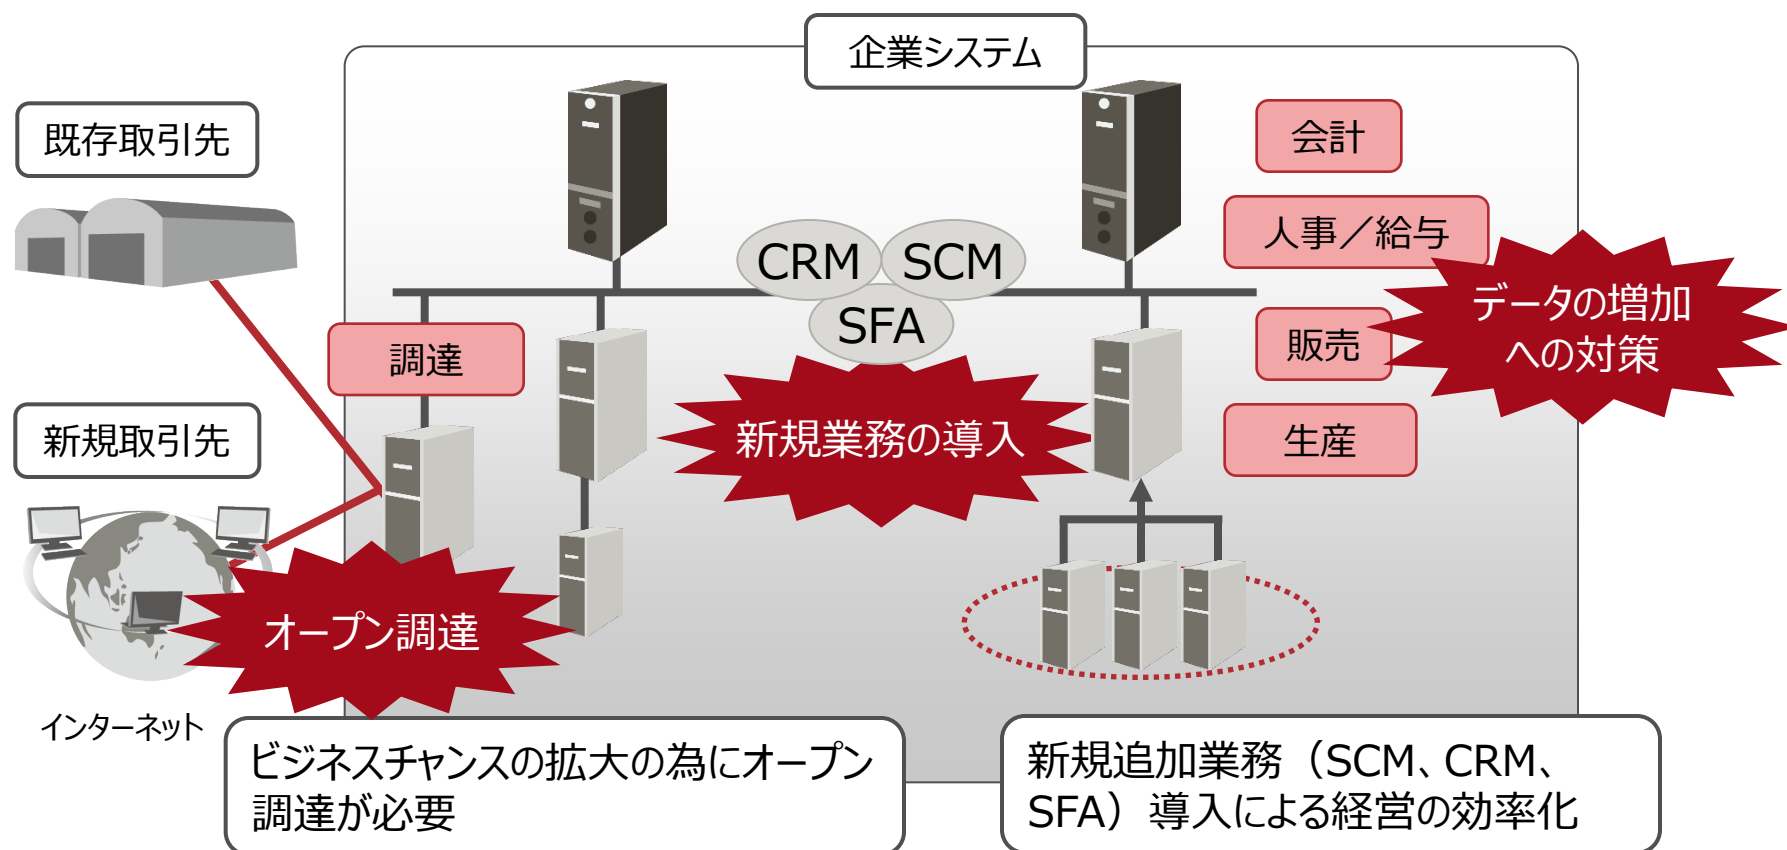 企業システム
既存取引先
会計
人事／給与
CRM
SCM
SFA
データの増加
への対策
調達
販売
新規取引先
新規業務の導入
生産
オープン調達
インターネット
ビジネスチャンスの拡大の為にオープン
調達が必要
新規追加業務（SCM、CRM、
SFA）導入による経営の効率化